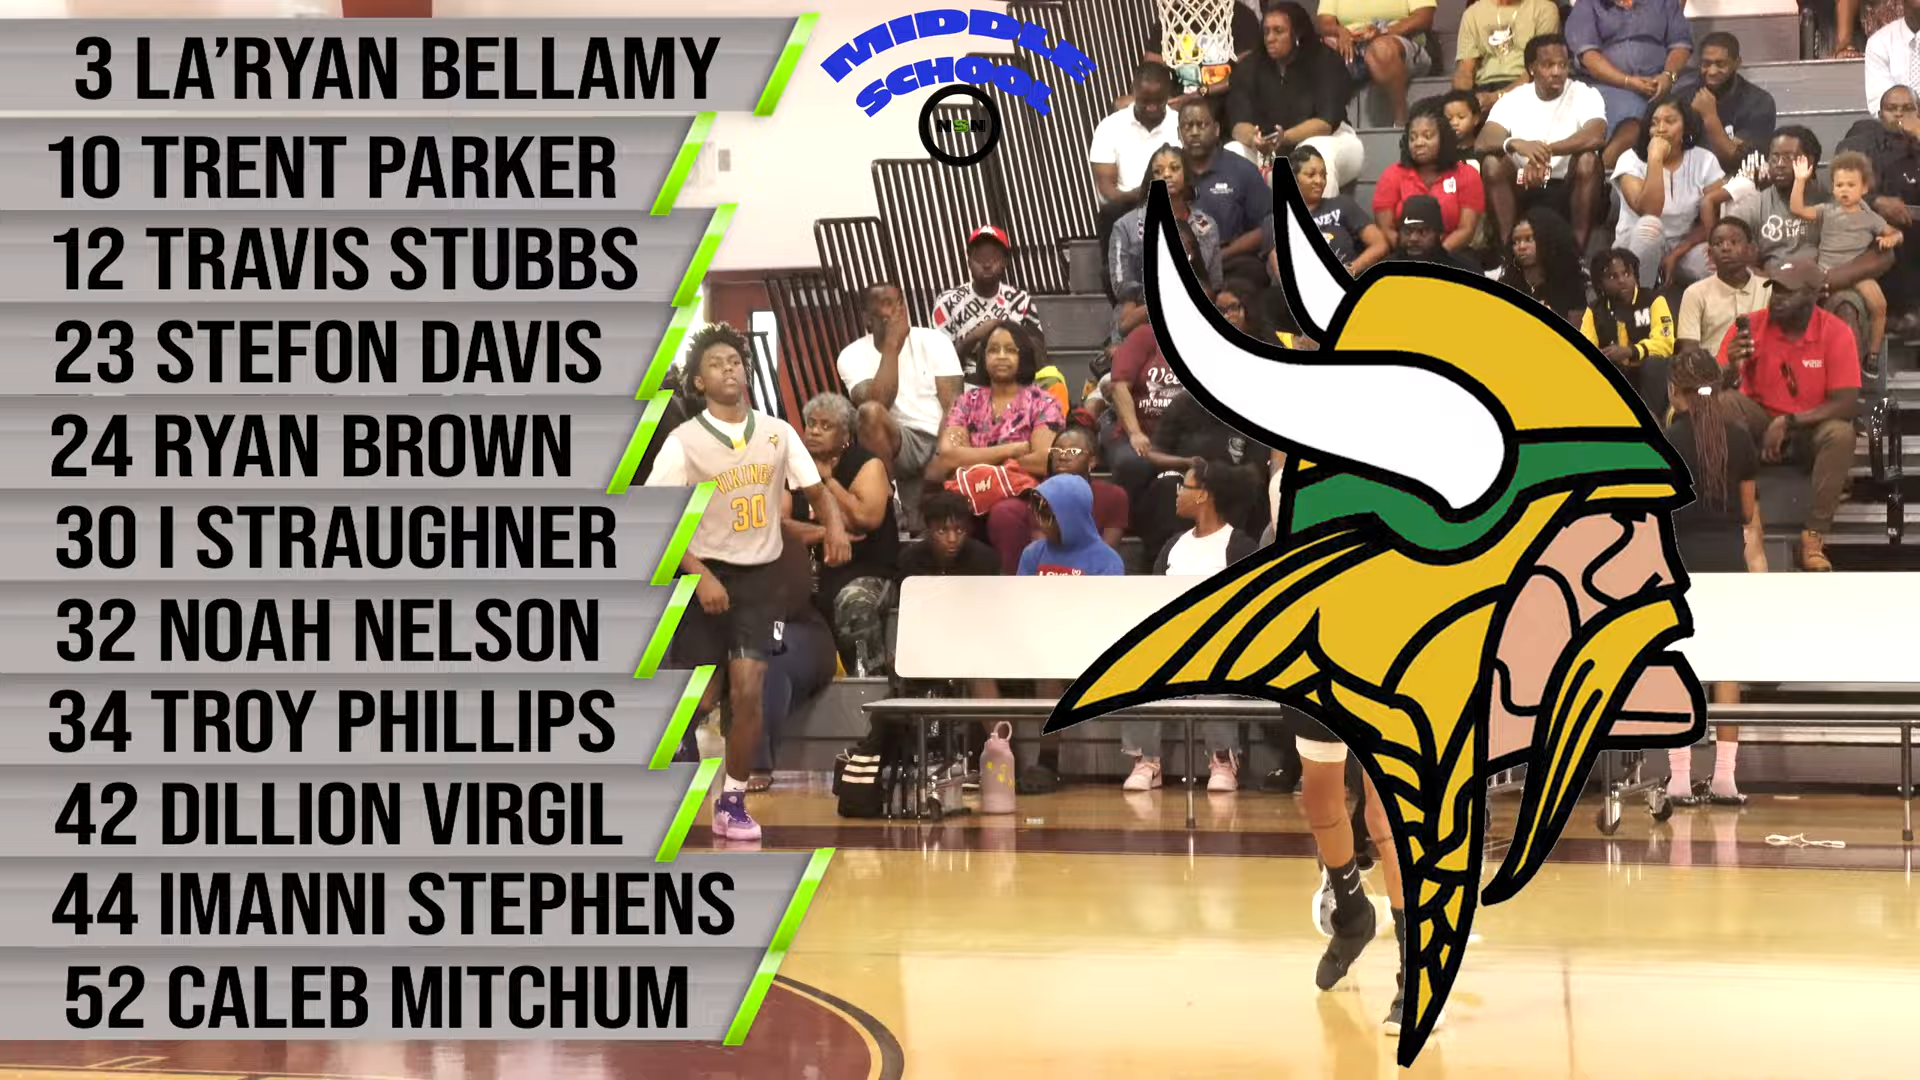 3 LA'RYAN BELLAMY
10 TRENT PARKER
12 TRAVIS STUBBS
23 STEFON DAVIS
24 RYAN BROWN
30 I STRAUGHNER
32 NOAH NELSON
34 TROY PHILLIPS
42 DILLION VIRGIL
44 IMANNI STEPHENS
52 CALEB MITCHUM
MIDDLE
SCHOOL
NSN
VIKINGS
30
M